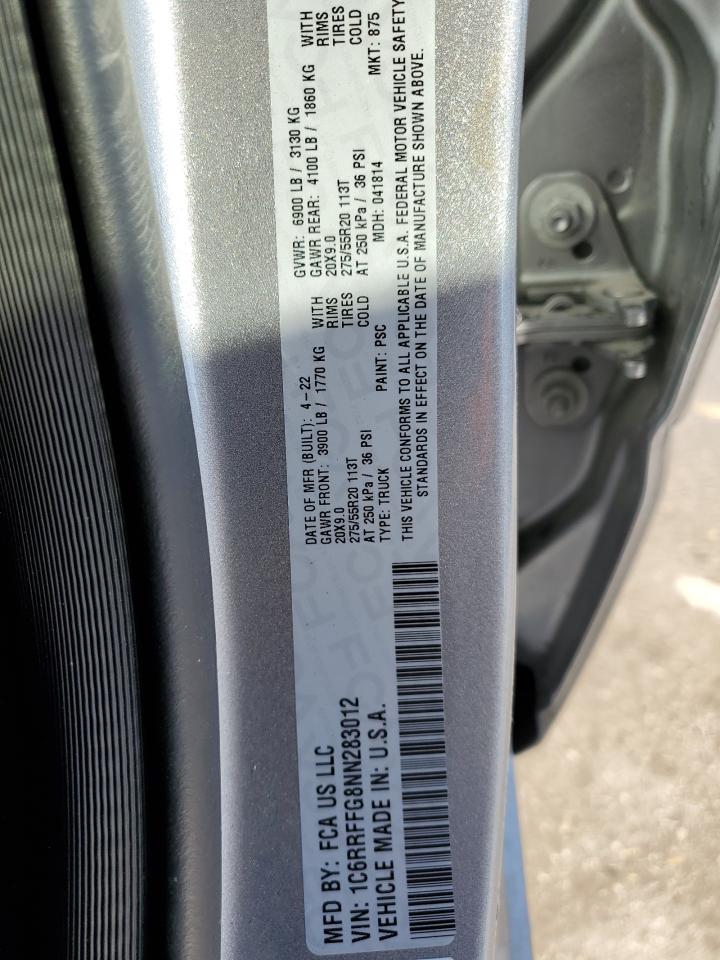 MFD BY: FCA US LLC
VIN: 1C6RRFFG8NN283012
VEHICLE MADE IN: U.S.A.
DATE OF MFR (BUILT): 4-22
GAWR FRONT: 3900 LB / 1770 KG WITH
20X9.0 RIMS
275/55R20 113T TIRES
AT 250 kPa / 36 PSI COLD
TYPE: TRUCK PAINT: PSC
GVWR: 6900 LB / 3130 KG
GAWR REAR: 4100 LB / 1860 KG WITH
20X9.0 RIMS
275/55R20 113T TIRES
AT 250 kPa / 36 PSI COLD
MDH: 041814 MKT: 875
THIS VEHICLE CONFORMS TO ALL APPLICABLE U.S.A. FEDERAL MOTOR VEHICLE SAFETY
STANDARDS IN EFFECT ON THE DATE OF MANUFACTURE SHOWN ABOVE.